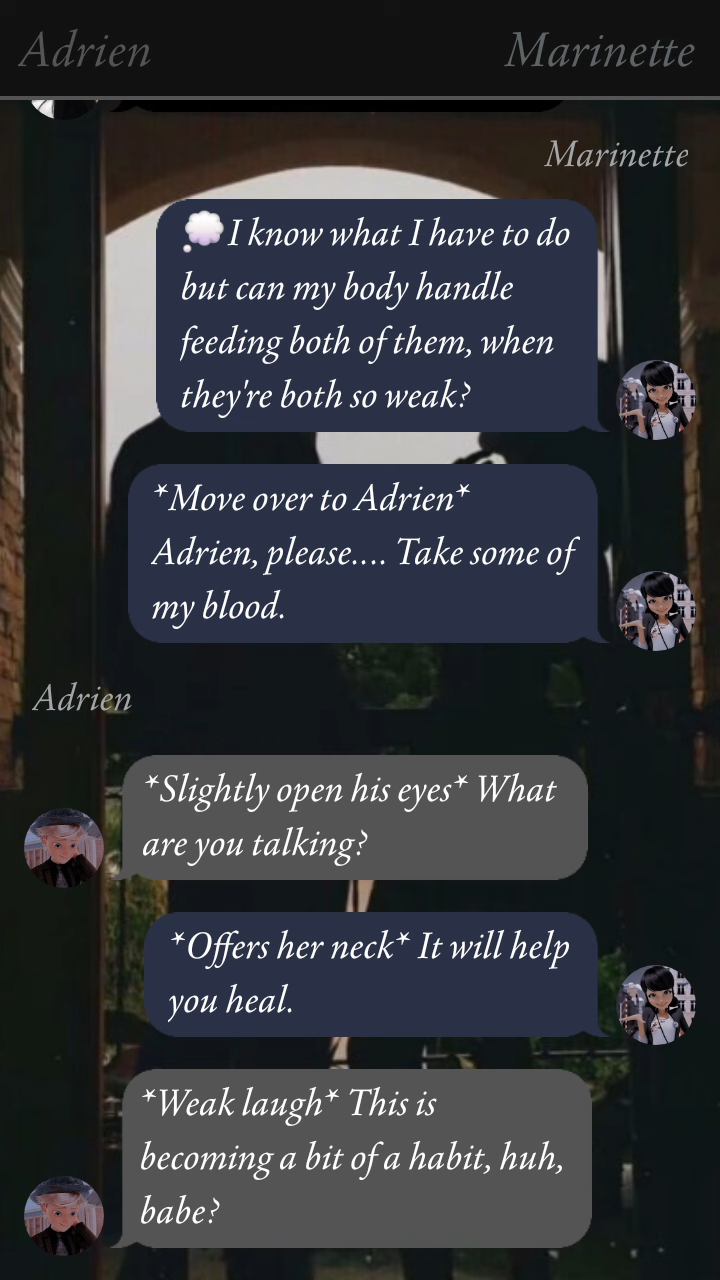 Adrien Marinette
Marinette
💭 I know what I have to do
but can my body handle
feeding both of them, when
they're both so weak?
*Move over to Adrien*
Adrien, please.... Take some of
my blood.
Adrien
*Slightly open his eyes* What
are you talking?
*Offers her neck* It will help
you heal.
*Weak laugh* This is
becoming a bit of a habit, huh,
babe?